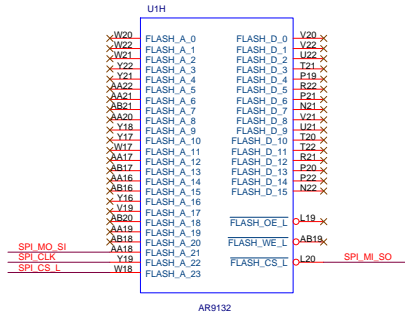 U1H
W20 FLASH_A_0 FLASH_D_0 V20
W22 FLASH_A_1 FLASH_D_1 V22
W21 FLASH_A_2 FLASH_D_2 U22
Y22 FLASH_A_3 FLASH_D_3 T21
Y21 FLASH_A_4 FLASH_D_4 P19
AA22 FLASH_A_5 FLASH_D_5 R22
AA21 FLASH_A_6 FLASH_D_6 P21
AB21 FLASH_A_7 FLASH_D_7 N21
AA20 FLASH_A_8 FLASH_D_8 V21
Y18 FLASH_A_9 FLASH_D_9 U21
Y17 FLASH_A_10 FLASH_D_10 T20
W17 FLASH_A_11 FLASH_D_11 T22
AA17 FLASH_A_12 FLASH_D_12 R21
AB17 FLASH_A_13 FLASH_D_13 P20
AA16 FLASH_A_14 FLASH_D_14 P22
AB16 FLASH_A_15 FLASH_D_15 N22
Y16 FLASH_A_16
V19 FLASH_A_17
AB20 FLASH_A_18 FLASH_OE_L L19
AA19 FLASH_A_19
AB18 FLASH_A_20 FLASH_WE_L AB19
SPI_MO_SI AA18 FLASH_A_21
SPI_CLK Y19 FLASH_A_22 FLASH_CS_L L20 SPI_MI_SO
SPI_CS_L W18 FLASH_A_23
AR9132